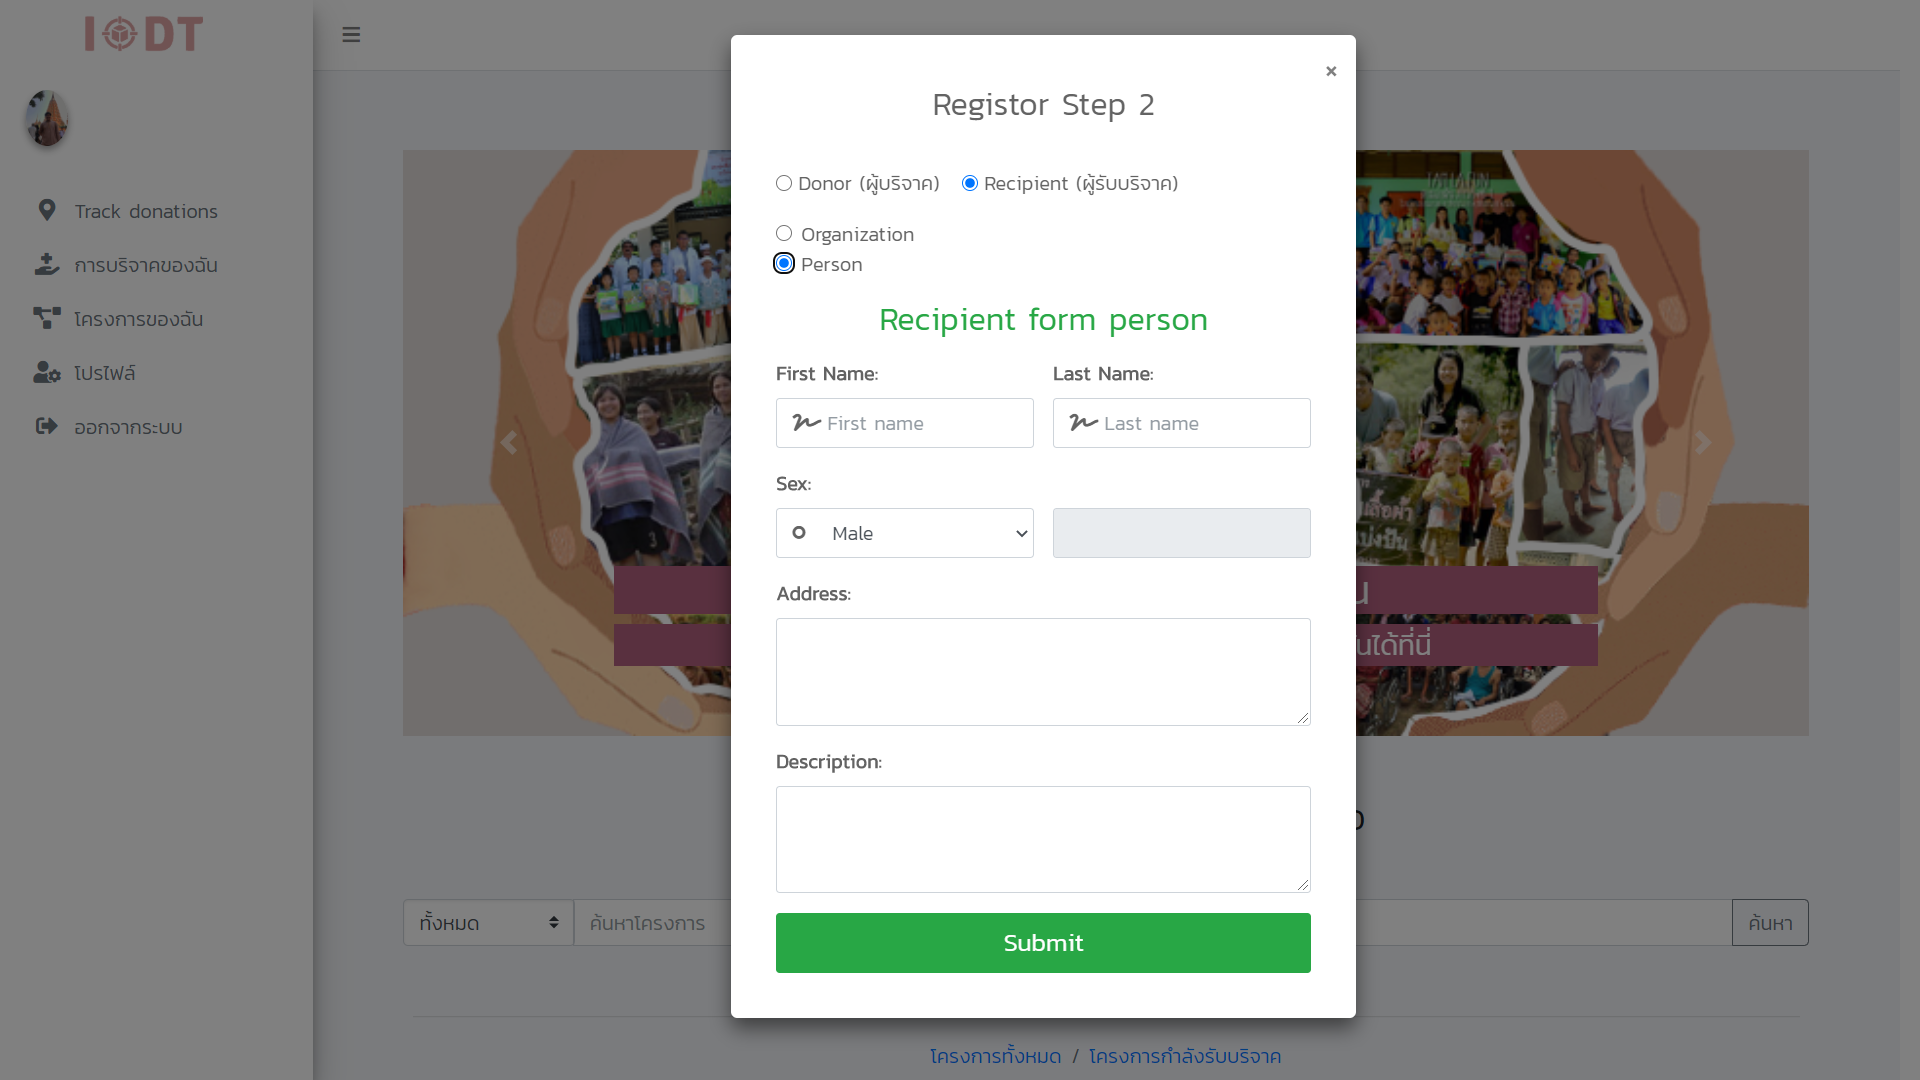 I DT
×
Registor Step 2
Donor (ผู้บริจาค) Recipient (ผู้รับบริจาค)
Organization
Person
Recipient form person
First Name: Last Name:
First name Last name
Sex:
Male
Address:
Description:
Submit
Track donations
การบริจาคของฉัน
โครงการของฉัน
โปรไฟล์
ออกจากระบบ
นได้ที่นี่
ทั้งหมด ค้นหาโครงการ ค้นหา
โครงการทั้งหมด / โครงการกำลังรับบริจาค